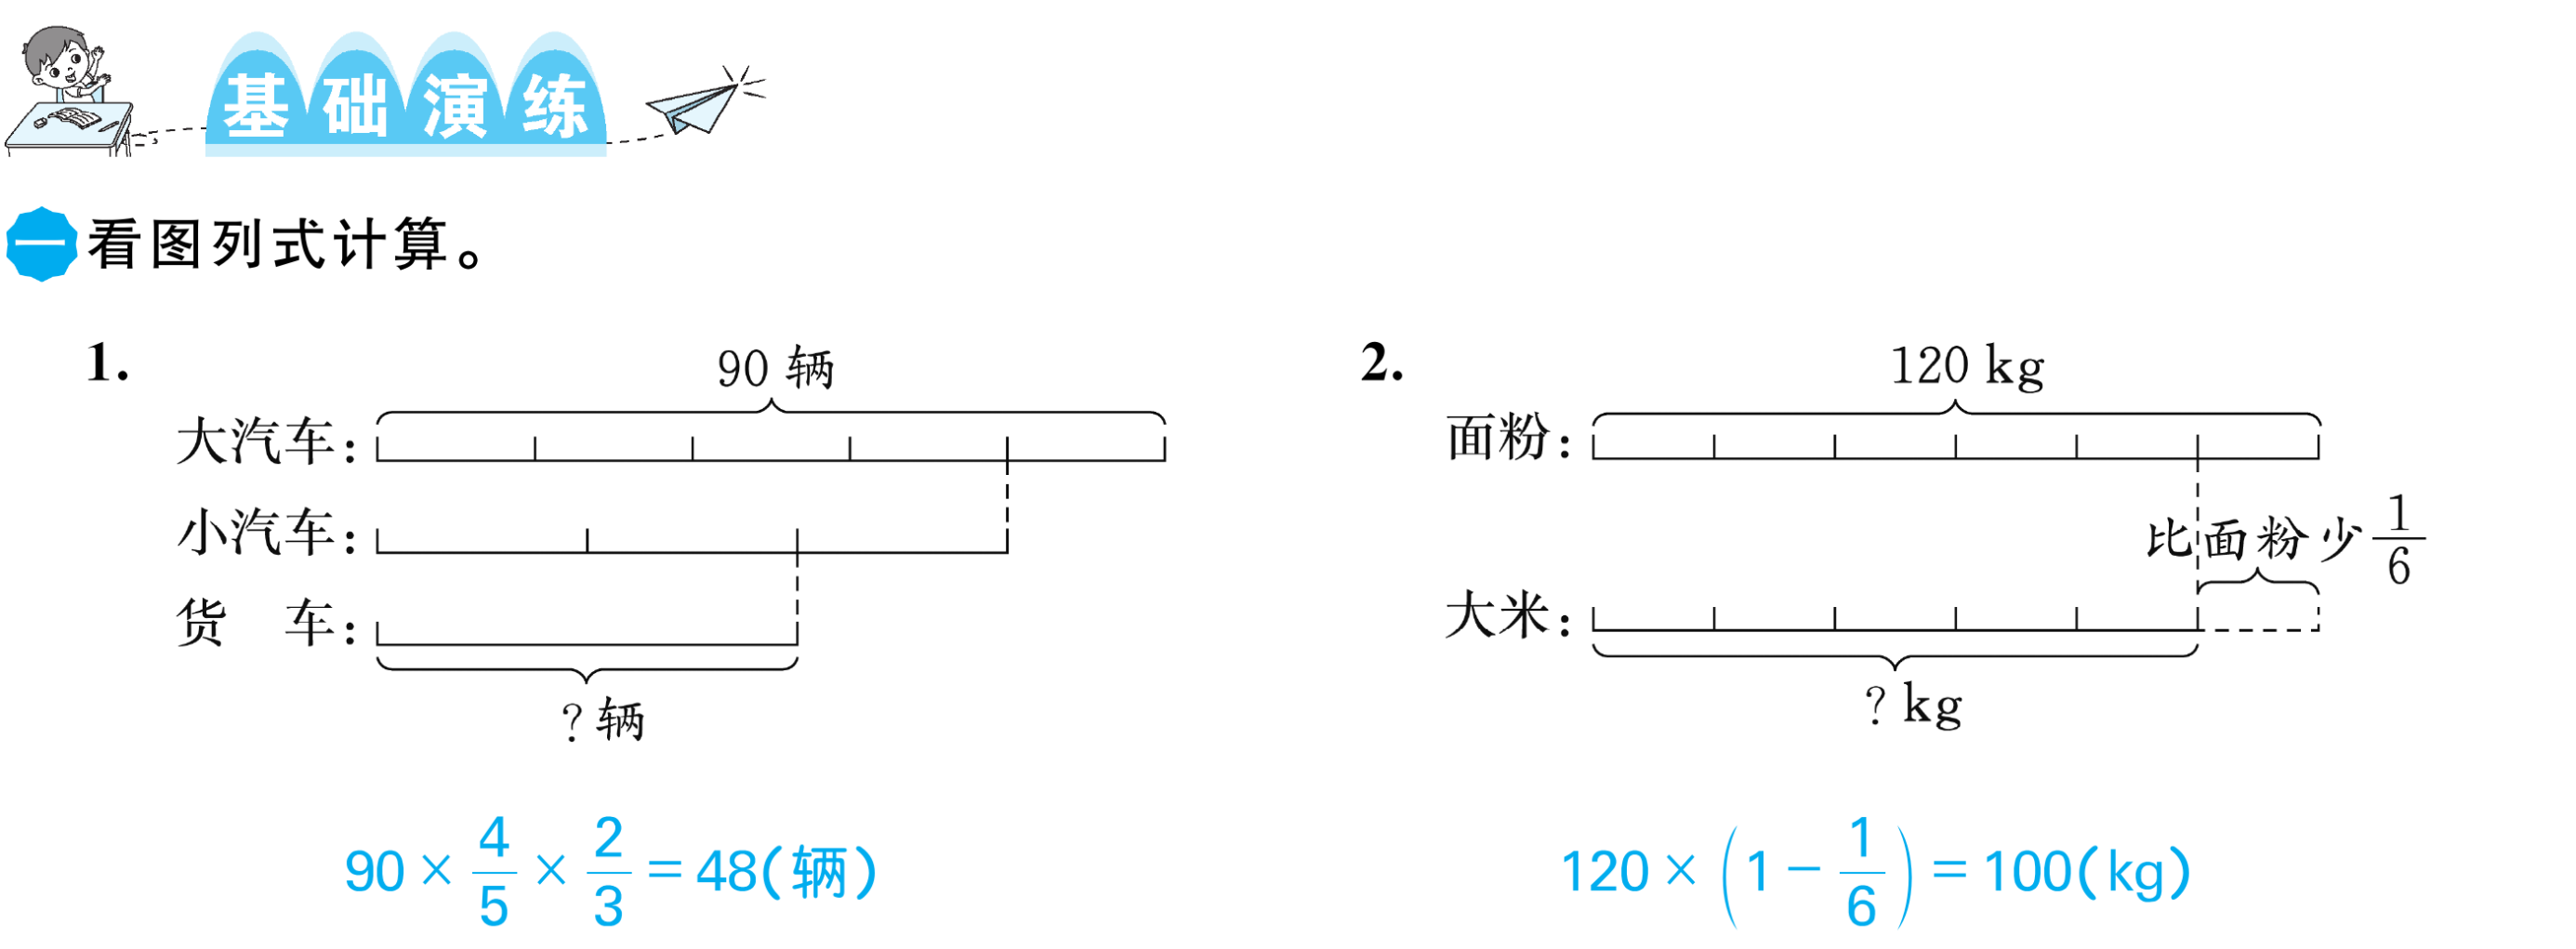 基础演练
一 看图列式计算。
1.
90 辆
大汽车：
小汽车：
货 车：
? 辆
90 × 4/5 × 2/3 = 48(辆)
2.
120 kg
面粉：
比面粉少 1/6
大米：
? kg
120 × (1 − 1/6) = 100(kg)